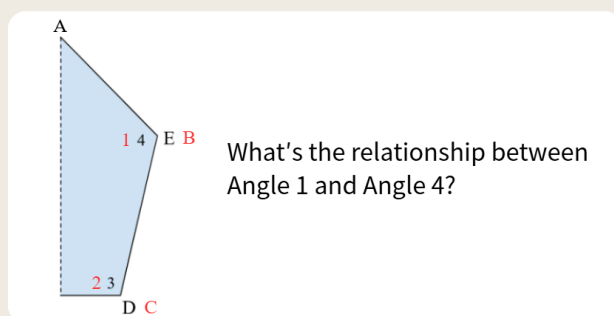 A
1 4 E B
What's the relationship between
Angle 1 and Angle 4?
2 3
D C